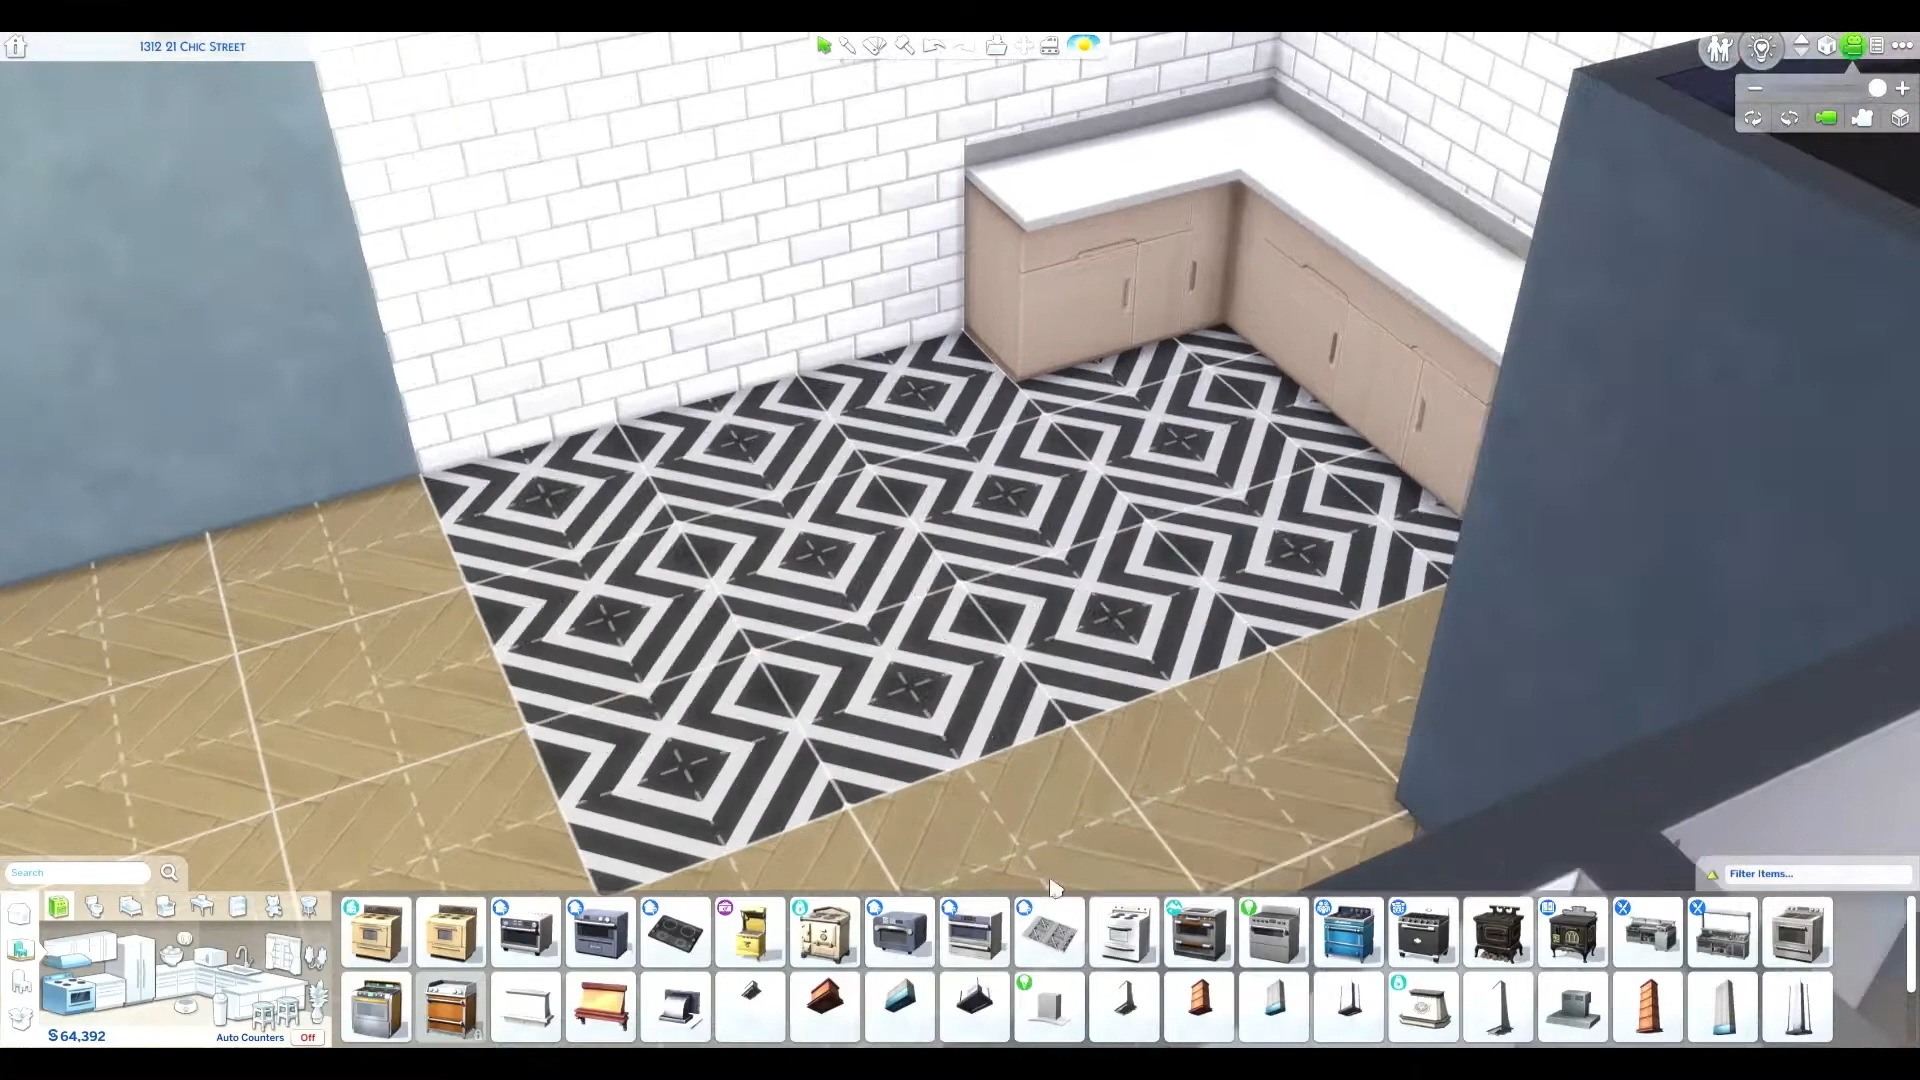 1312 21 Chic Street
Search
Filter Items...
§64,392
Auto Counters Off